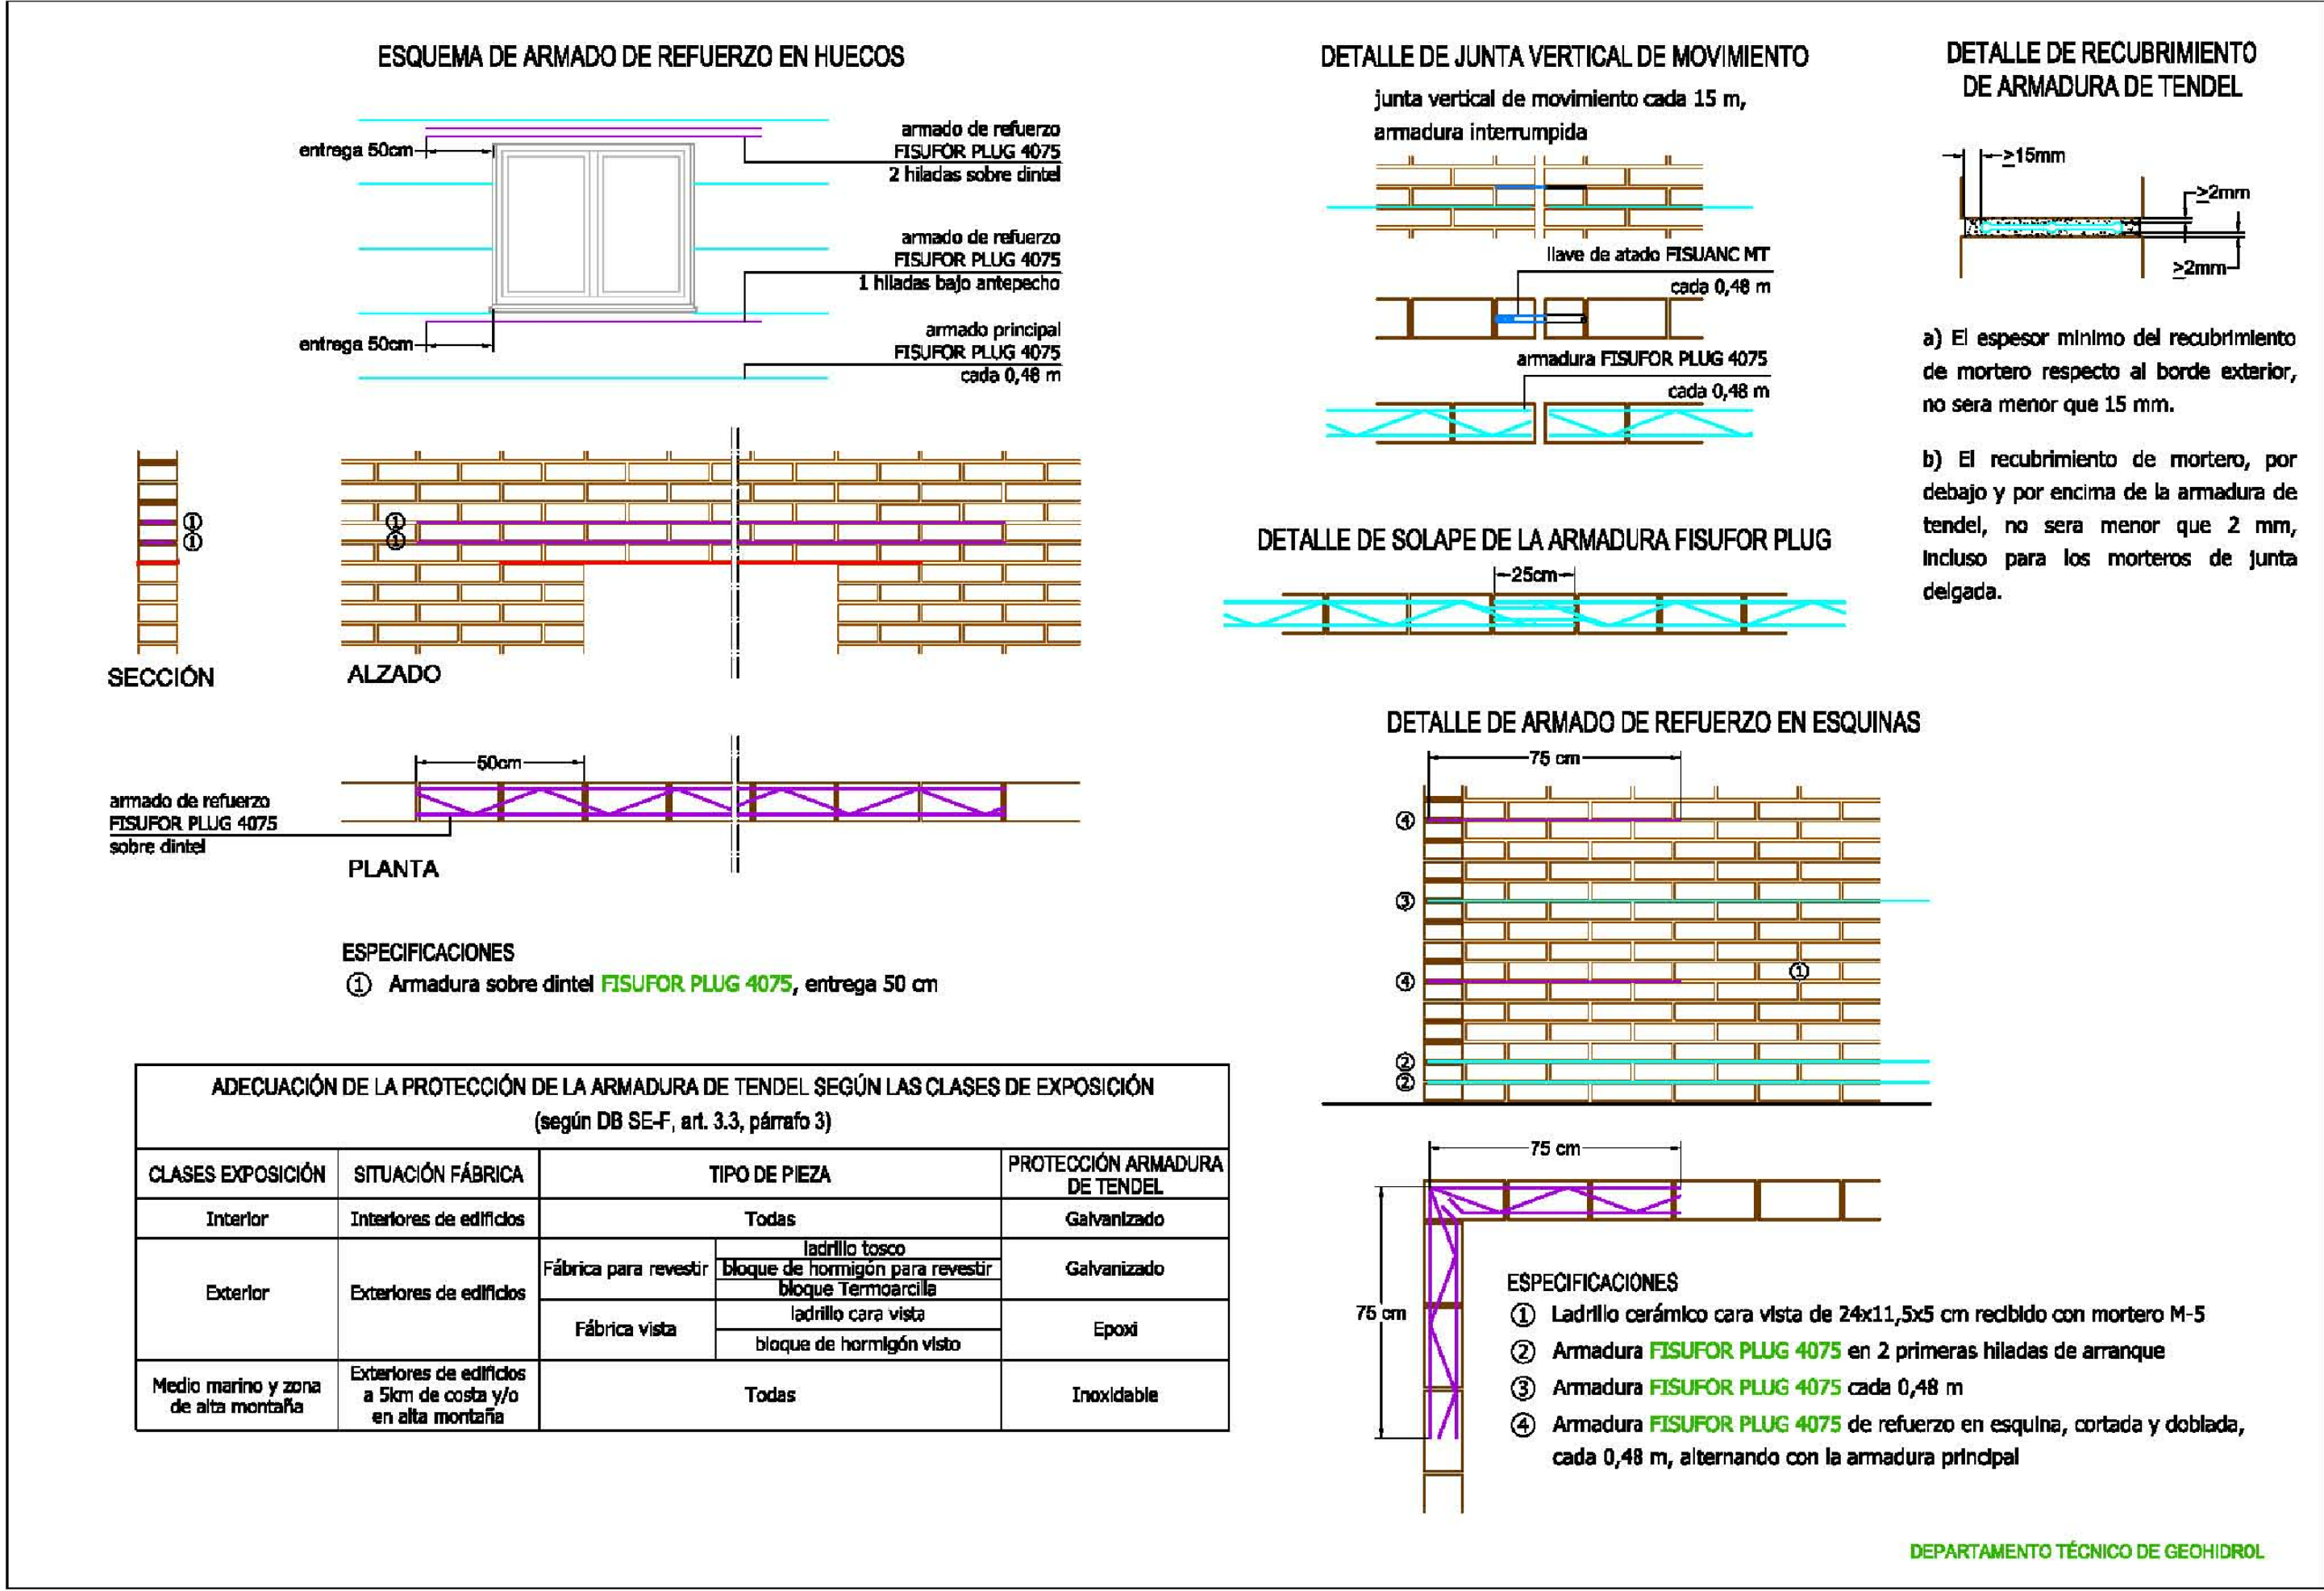 ESQUEMA DE ARMADO DE REFUERZO EN HUECOS
entrega 50cm
armado de refuerzo
FISUFOR PLUG 4075
2 hiladas sobre dintel
armado de refuerzo
FISUFOR PLUG 4075
1 hiladas bajo antepecho
entrega 50cm
armado principal
FISUFOR PLUG 4075
cada 0,48 m
1
1
1
1
SECCIÓN
ALZADO
50cm
armado de refuerzo
FISUFOR PLUG 4075
sobre dintel
PLANTA
ESPECIFICACIONES
1 Armadura sobre dintel FISUFOR PLUG 4075, entrega 50 cm
ADECUACIÓN DE LA PROTECCIÓN DE LA ARMADURA DE TENDEL SEGÚN LAS CLASES DE EXPOSICIÓN
(según DB SE-F, art. 3.3, párrafo 3)
CLASES EXPOSICIÓN
SITUACIÓN FÁBRICA
TIPO DE PIEZA
PROTECCIÓN ARMADURA
DE TENDEL
Interior
Interiores de edificios
Todas
Galvanizado
Exterior
Exteriores de edificios
Fábrica para revestir
ladrillo tosco
bloque de hormigón para revestir
bloque Termoarcilla
Galvanizado
Fábrica vista
ladrillo cara vista
bloque de hormigón visto
Epoxi
Medio marino y zona
de alta montaña
Exteriores de edificios
a 5km de costa y/o
en alta montaña
Todas
Inoxidable
DETALLE DE JUNTA VERTICAL DE MOVIMIENTO
junta vertical de movimiento cada 15 m,
armadura interrumpida
llave de atado FISUANC MT
cada 0,48 m
armadura FISUFOR PLUG 4075
cada 0,48 m
DETALLE DE SOLAPE DE LA ARMADURA FISUFOR PLUG
25cm
DETALLE DE RECUBRIMIENTO
DE ARMADURA DE TENDEL
≥15mm
≥2mm
≥2mm
a) El espesor minimo del recubrimiento
de mortero respecto al borde exterior,
no sera menor que 15 mm.
b) El recubrimiento de mortero, por
debajo y por encima de la armadura de
tendel, no sera menor que 2 mm,
incluso para los morteros de junta
delgada.
DETALLE DE ARMADO DE REFUERZO EN ESQUINAS
75 cm
4
3
4
1
2
2
75 cm
75 cm
ESPECIFICACIONES
1 Ladrillo cerámico cara vista de 24x11,5x5 cm recibido con mortero M-5
2 Armadura FISUFOR PLUG 4075 en 2 primeras hiladas de arranque
3 Armadura FISUFOR PLUG 4075 cada 0,48 m
4 Armadura FISUFOR PLUG 4075 de refuerzo en esquina, cortada y doblada,
cada 0,48 m, alternando con la armadura principal
DEPARTAMENTO TÉCNICO DE GEOHIDROL